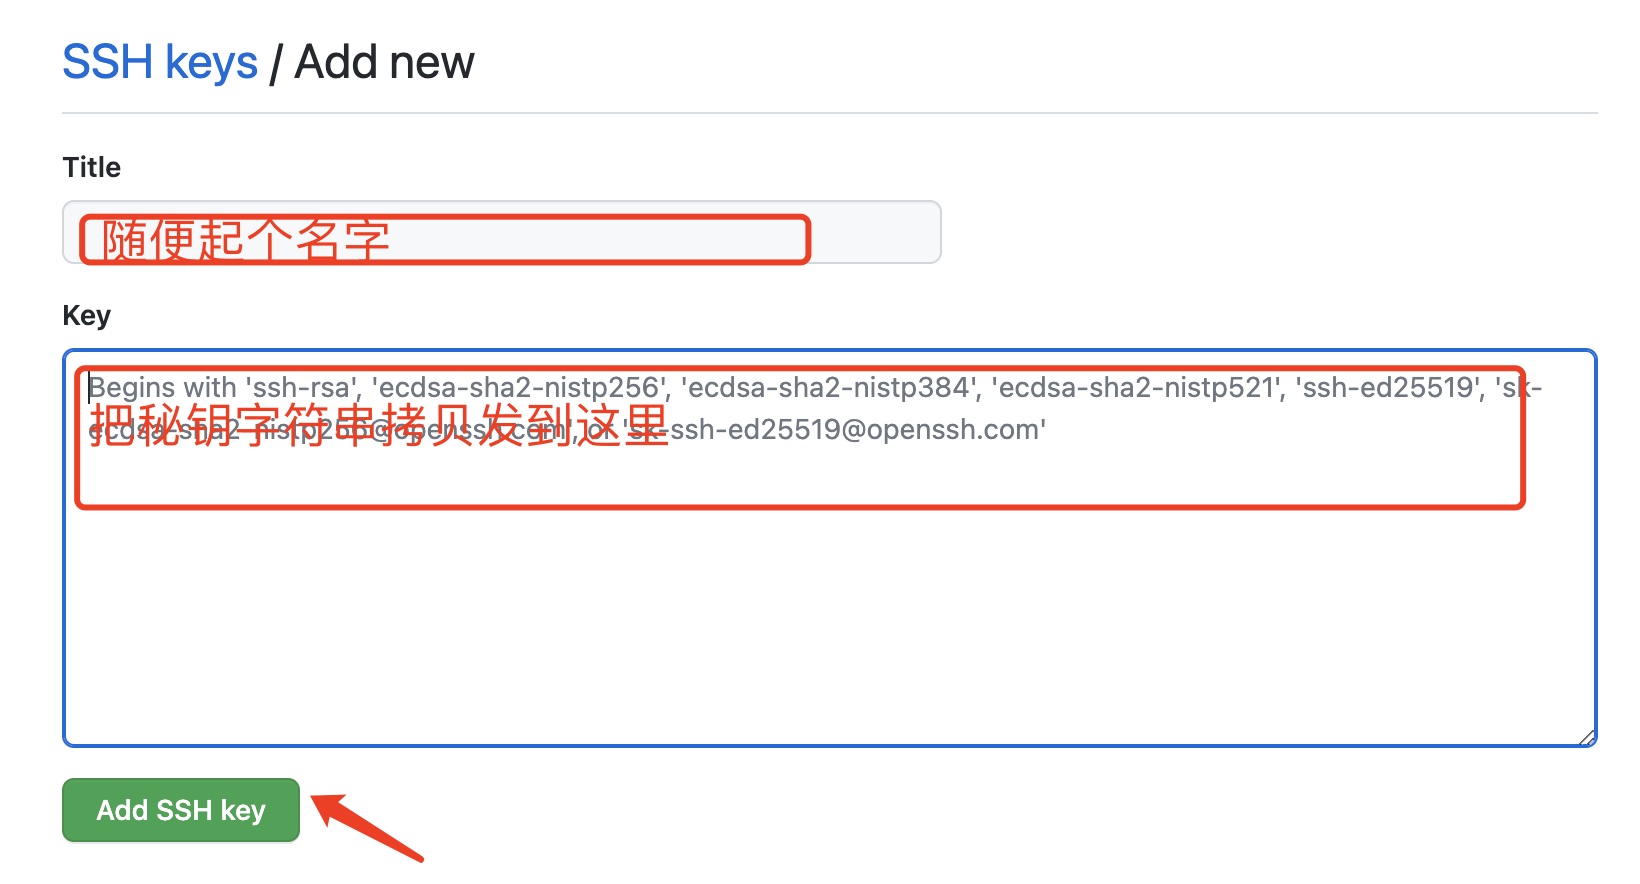 SSH keys / Add new
Title
随便起个名字
Key
Begins with 'ssh-rsa', 'ecdsa-sha2-nistp256', 'ecdsa-sha2-nistp384', 'ecdsa-sha2-nistp521', 'ssh-ed25519', 'sk-
ecdsa-sha2-nistp256@openssh.com', or 'sk-ssh-ed25519@openssh.com'
把秘钥字符串拷贝发到这里
Add SSH key